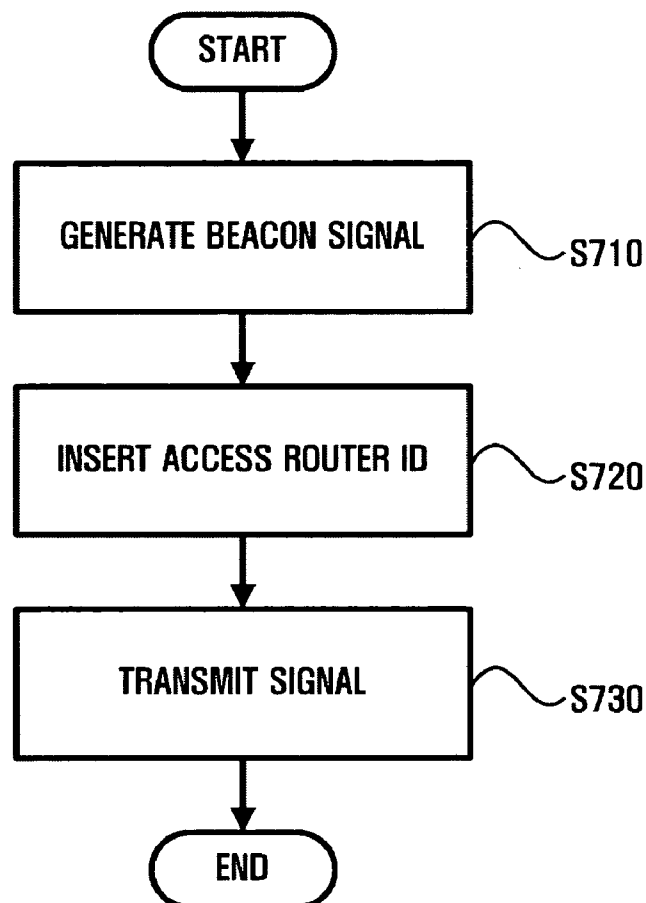 START
GENERATE BEACON SIGNAL
S710
INSERT ACCESS ROUTER ID
S720
TRANSMIT SIGNAL
S730
END